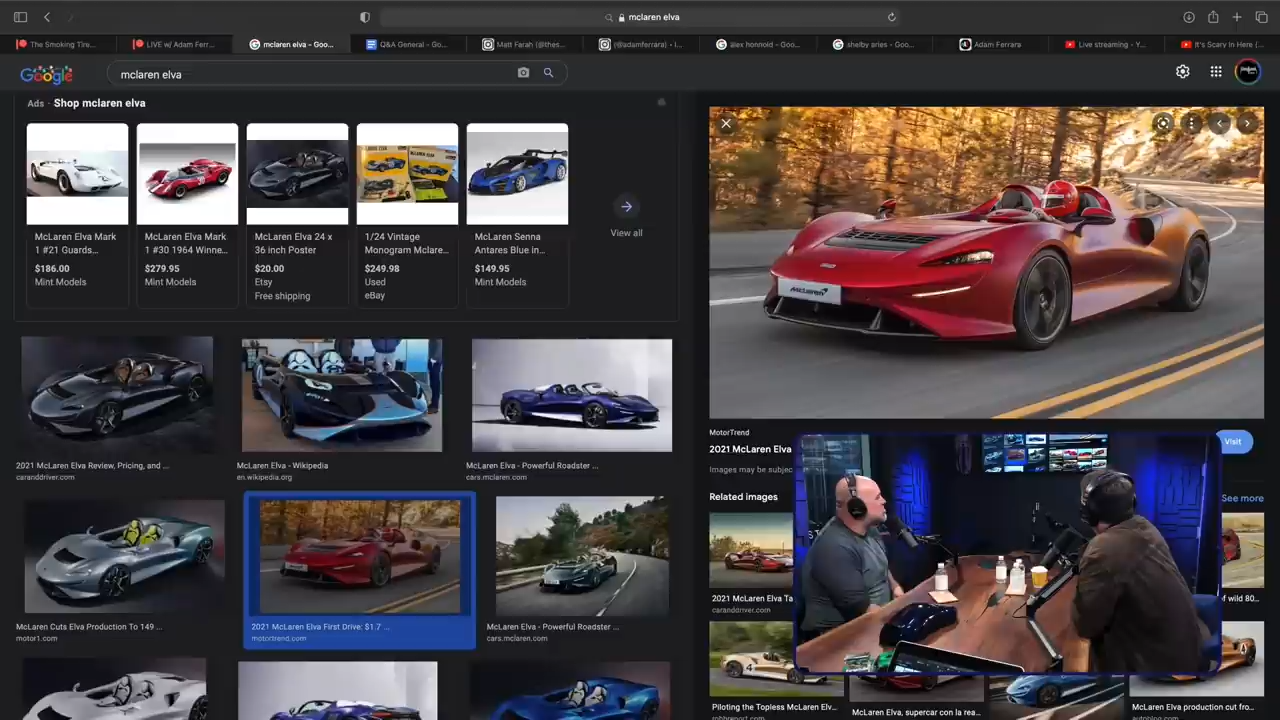 mclaren elva
The Smoking Tire...
LIVE w/ Adam Ferr...
mclaren elva - Goo...
Q&A General - Go...
Matt Farah (@thes...
(@adamferrara) • I...
alex honnold - Goo...
shelby aries - Goo...
Adam Ferrara
Live streaming - Y...
It's Scary In Here (...
Google
mclaren elva
Ads · Shop mclaren elva
McLaren Elva Mark
1 #21 Guards...
$186.00
Mint Models
McLaren Elva Mark
1 #30 1964 Winne...
$279.95
Mint Models
McLaren Elva 24 x
36 inch Poster
$20.00
Etsy
Free shipping
1/24 Vintage
Monogram Mclare...
$249.98
Used
eBay
McLaren Senna
Antares Blue in...
$149.95
Mint Models
View all
2021 McLaren Elva Review, Pricing, and ...
caranddriver.com
McLaren Elva - Wikipedia
en.wikipedia.org
McLaren Elva - Powerful Roadster ...
cars.mclaren.com
McLaren Cuts Elva Production To 149 ...
motor1.com
2021 McLaren Elva First Drive: $1.7 ...
motortrend.com
McLaren Elva - Powerful Roadster ...
cars.mclaren.com
McLaren
MotorTrend
2021 McLaren Elva
Visit
Images may be subjec
Related images
See more
2021 McLaren Elva Ta
caranddriver.com
of wild 80...
4
Piloting the Topless McLaren Elv...
robbreport.com
McLaren Elva, supercar con la rea...
McLaren Elva production cut fro...
autoblog.com